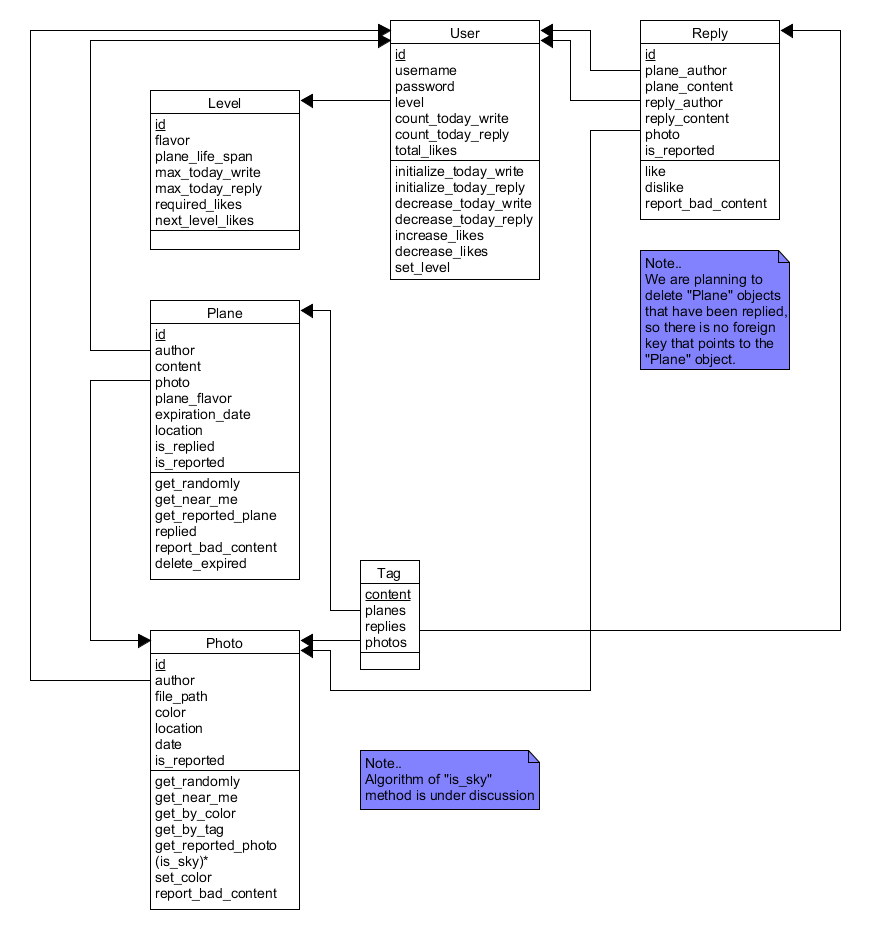 User
id
username
password
level
count_today_write
count_today_reply
total_likes
initialize_today_write
initialize_today_reply
decrease_today_write
decrease_today_reply
increase_likes
decrease_likes
set_level
Reply
id
plane_author
plane_content
reply_author
reply_content
photo
is_reported
like
dislike
report_bad_content
Level
id
flavor
plane_life_span
max_today_write
max_today_reply
required_likes
next_level_likes
Note..
We are planning to
delete "Plane" objects
that have been replied,
so there is no foreign
key that points to the
"Plane" object.
Plane
id
author
content
photo
plane_flavor
expiration_date
location
is_replied
is_reported
get_randomly
get_near_me
get_reported_plane
replied
report_bad_content
delete_expired
Tag
content
planes
replies
photos
Photo
id
author
file_path
color
location
date
is_reported
get_randomly
get_near_me
get_by_color
get_by_tag
get_reported_photo
(is_sky)*
set_color
report_bad_content
Note..
Algorithm of "is_sky"
method is under discussion